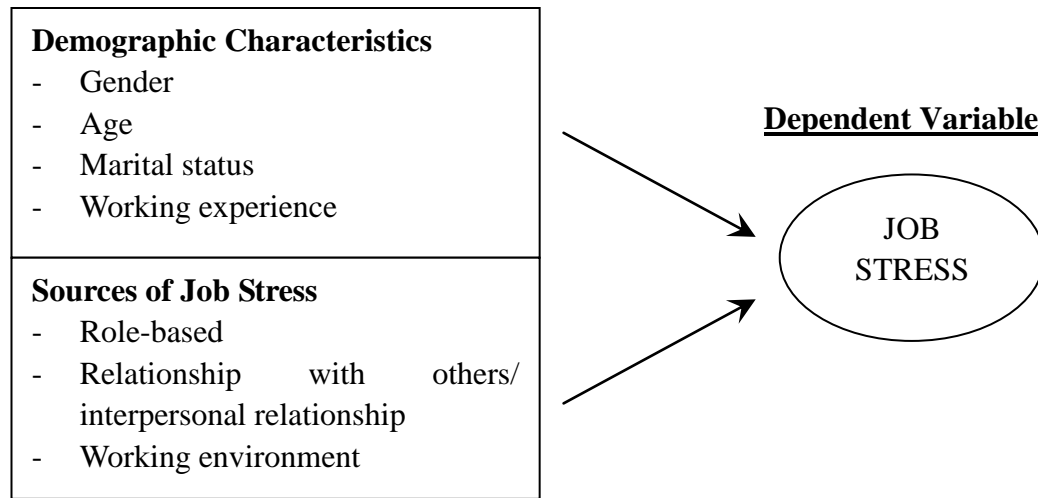 Demographic Characteristics
- Gender
- Age
- Marital status
- Working experience
Sources of Job Stress
- Role-based
- Relationship with others/
interpersonal relationship
- Working environment
Dependent Variable
JOB
STRESS